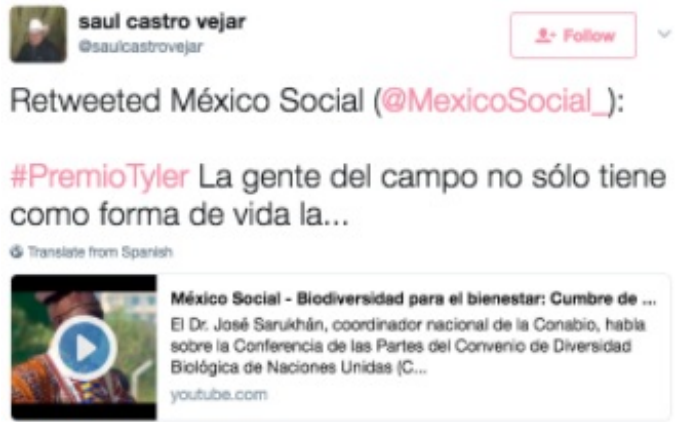 saul castro vejar
@saulcastrovejar
Follow
Retweeted México Social (@MexicoSocial_):
#PremioTyler La gente del campo no sólo tiene
como forma de vida la...
Translate from Spanish
México Social - Biodiversidad para el bienestar: Cumbre de ...
El Dr. José Sarukhán, coordinador nacional de la Conabio, habla
sobre la Conferencia de las Partes del Convenio de Diversidad
Biológica de Naciones Unidas (C...
youtube.com